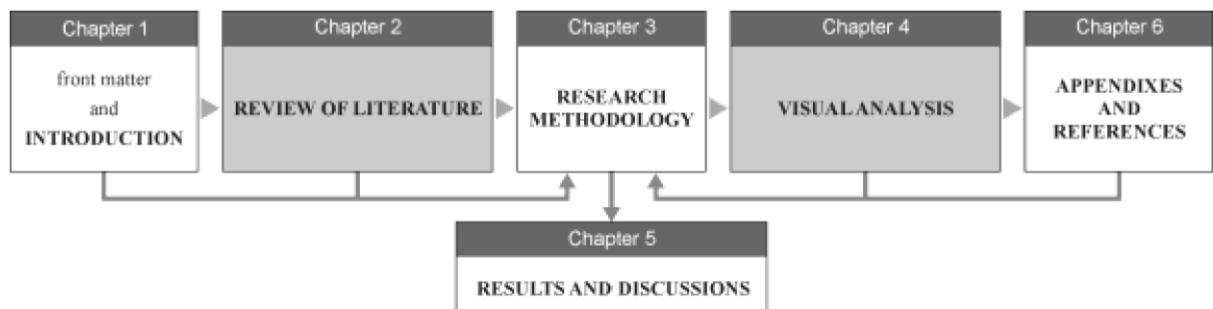 Chapter 1
front matter
and
INTRODUCTION
Chapter 2
REVIEW OF LITERATURE
Chapter 3
RESEARCH
METHODOLOGY
Chapter 4
VISUAL ANALYSIS
Chapter 6
APPENDIXES
AND
REFERENCES
Chapter 5
RESULTS AND DISCUSSIONS